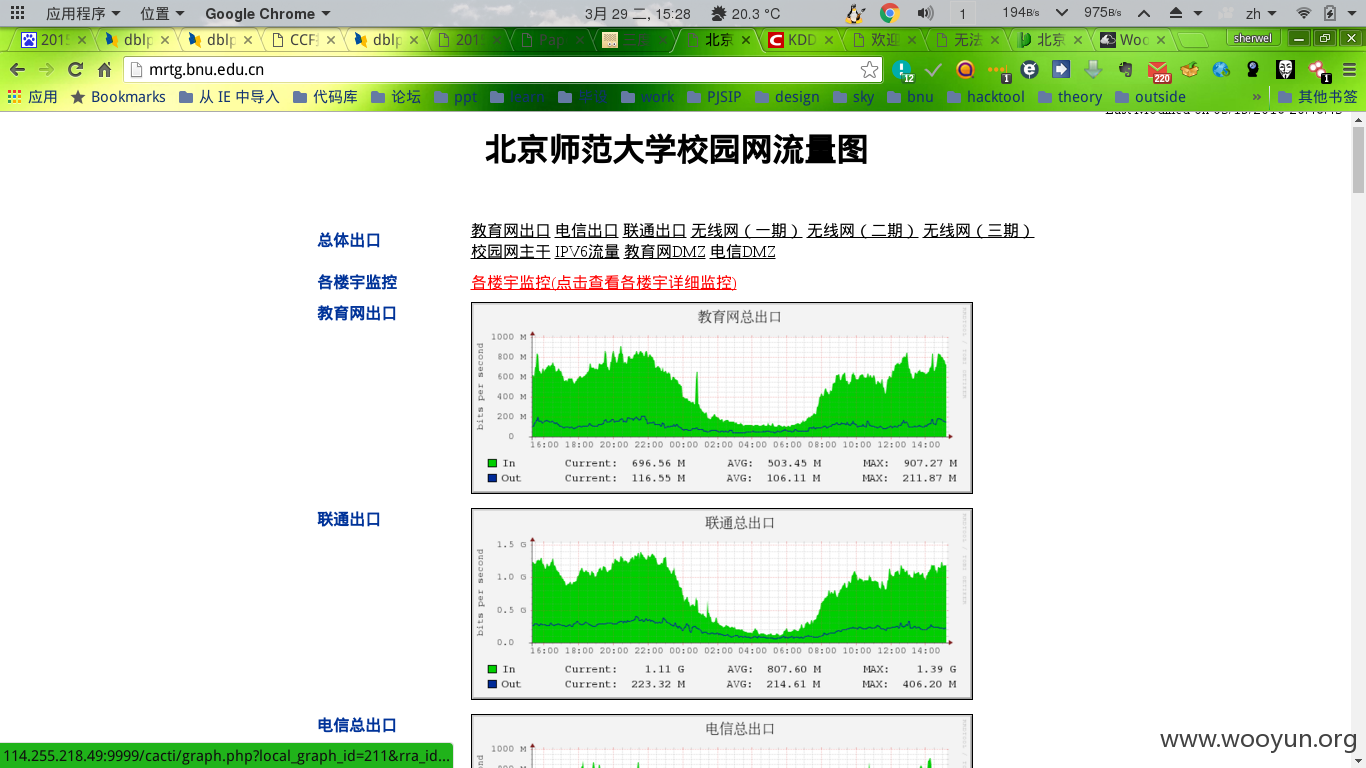 应用程序 位置 Google Chrome 3月 29 二, 15:28 20.3 °C 1 194B/s 975B/s zh
2015 dblp dblp CCF dblp 2015 Pap 北京 KDD 欢迎 无法 北京 Woo sherwel
mrtg.bnu.edu.cn 12 1 220 1
应用 Bookmarks 从 IE 中导入 代码库 论坛 ppt work PJSIP design sky bnu hacktool theory outside » 其他书签
北京师范大学校园网流量图
总体出口
教育网出口 电信出口 联通出口 无线网（一期） 无线网（二期） 无线网（三期）
校园网主干 IPV6流量 教育网DMZ 电信DMZ
各楼宇监控 各楼宇监控(点击查看各楼宇详细监控)
教育网出口
教育网总出口
bits per second
1000 M
800 M
600 M
400 M
200 M
0
16:00 18:00 20:00 22:00 00:00 02:00 04:00 06:00 08:00 10:00 12:00 14:00
In Current: 696.56 M AVG: 503.45 M MAX: 907.27 M
Out Current: 116.55 M AVG: 106.11 M MAX: 211.87 M
联通出口
联通总出口
bits per second
1.5 G
1.0 G
0.5 G
0.0
16:00 18:00 20:00 22:00 00:00 02:00 04:00 06:00 08:00 10:00 12:00 14:00
In Current: 1.11 G AVG: 807.60 M MAX: 1.39 G
Out Current: 223.32 M AVG: 214.61 M MAX: 406.20 M
电信总出口
电信总出口
1000 M
800 M
114.255.218.49:9999/cacti/graph.php?local_graph_id=211&rra_id...
www.wooyun.org